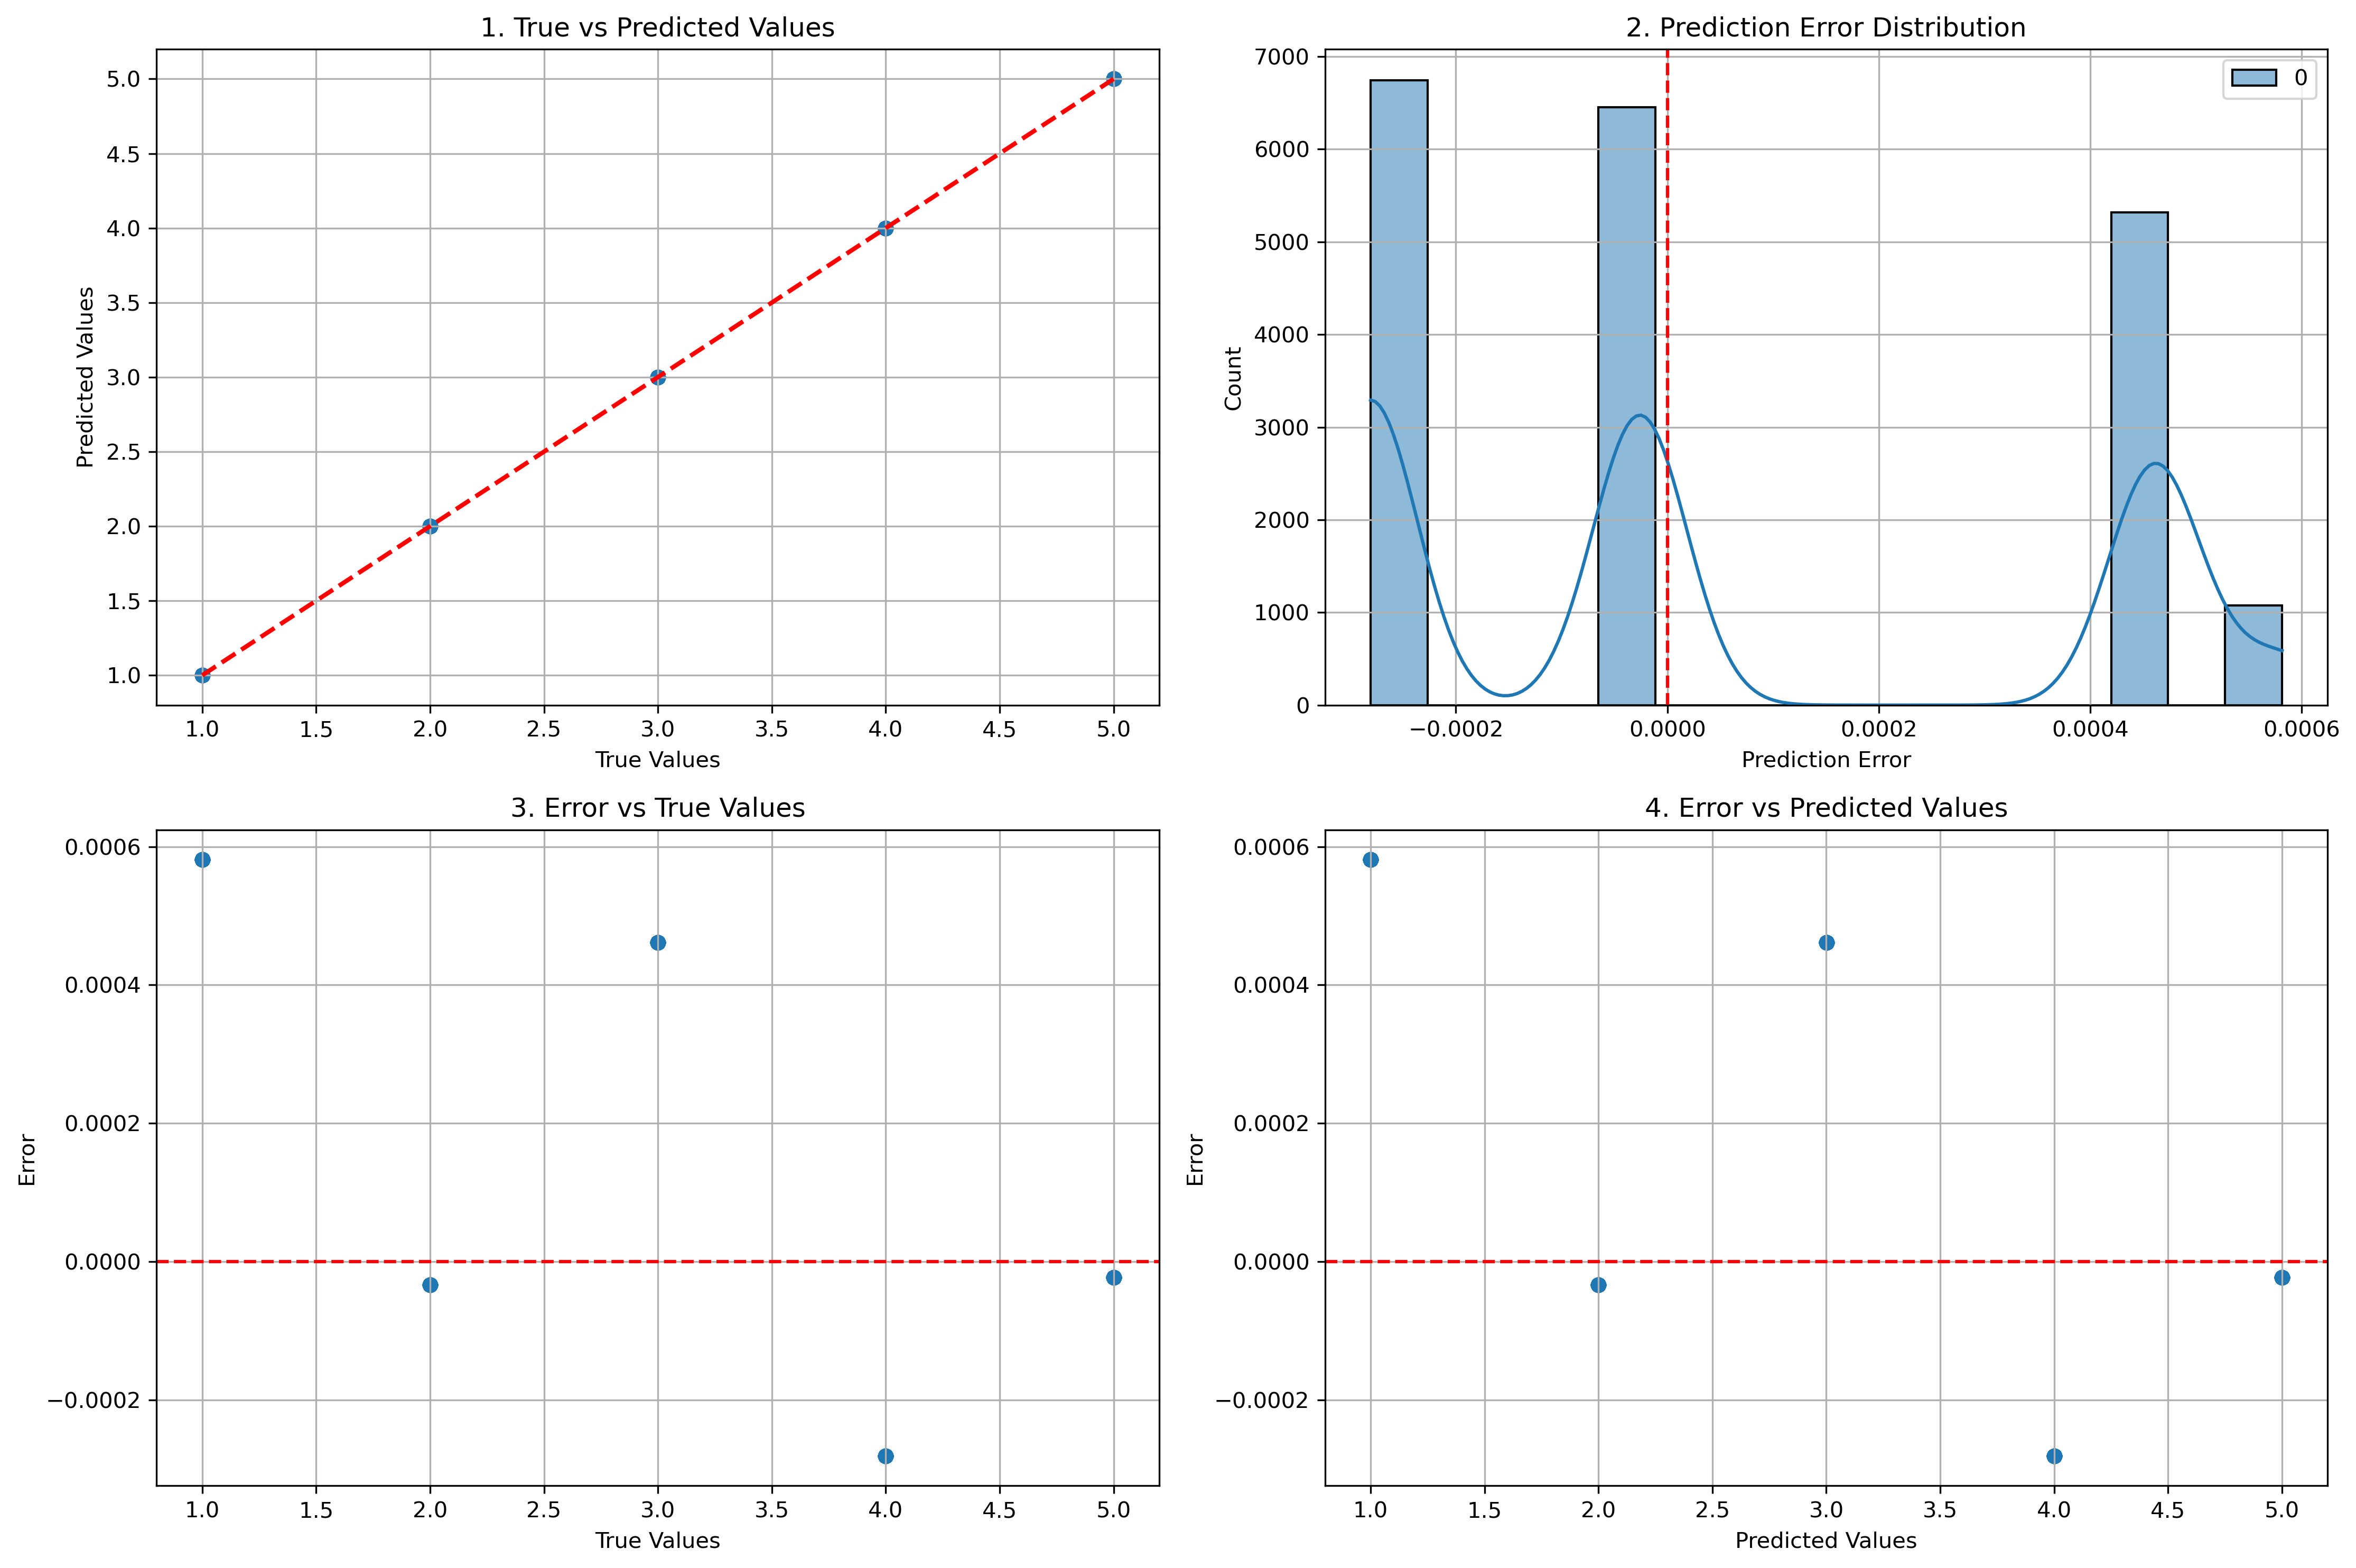 1. True vs Predicted Values
5.0
4.5
4.0
3.5
3.0
2.5
2.0
1.5
1.0
Predicted Values
1.0 1.5 2.0 2.5 3.0 3.5 4.0 4.5 5.0
True Values
2. Prediction Error Distribution
0
7000
6000
5000
4000
3000
2000
1000
0
Count
−0.0002 0.0000 0.0002 0.0004 0.0006
Prediction Error
3. Error vs True Values
0.0006
0.0004
0.0002
0.0000
−0.0002
Error
1.0 1.5 2.0 2.5 3.0 3.5 4.0 4.5 5.0
True Values
4. Error vs Predicted Values
0.0006
0.0004
0.0002
0.0000
−0.0002
Error
1.0 1.5 2.0 2.5 3.0 3.5 4.0 4.5 5.0
Predicted Values